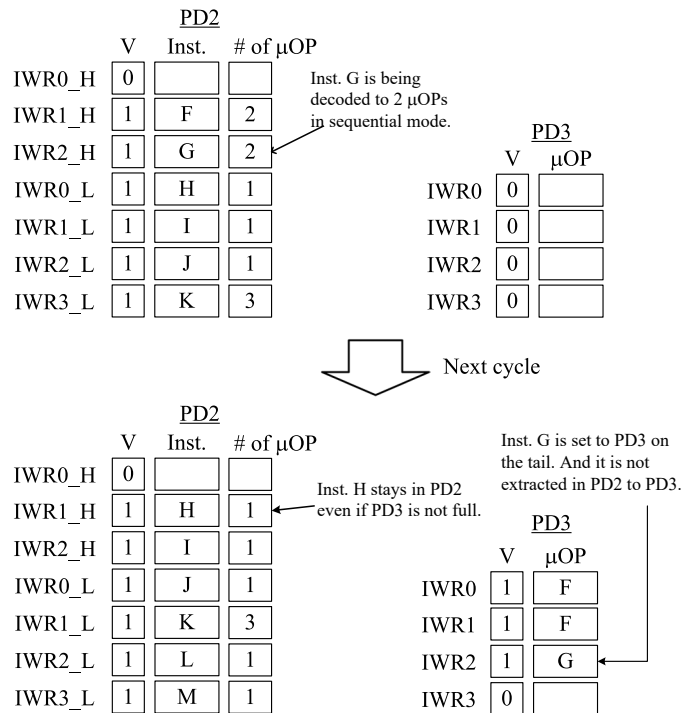 PD2
V Inst. # of μOP
IWR0_H 0
IWR1_H 1 F 2
IWR2_H 1 G 2
IWR0_L 1 H 1
IWR1_L 1 I 1
IWR2_L 1 J 1
IWR3_L 1 K 3
Inst. G is being
decoded to 2 μOPs
in sequential mode.
PD3
V μOP
IWR0 0
IWR1 0
IWR2 0
IWR3 0
Next cycle
PD2
V Inst. # of μOP
IWR0_H 0
IWR1_H 1 H 1
IWR2_H 1 I 1
IWR0_L 1 J 1
IWR1_L 1 K 3
IWR2_L 1 L 1
IWR3_L 1 M 1
Inst. H stays in PD2
even if PD3 is not full.
Inst. G is set to PD3 on
the tail. And it is not
extracted in PD2 to PD3.
PD3
V μOP
IWR0 1 F
IWR1 1 F
IWR2 1 G
IWR3 0